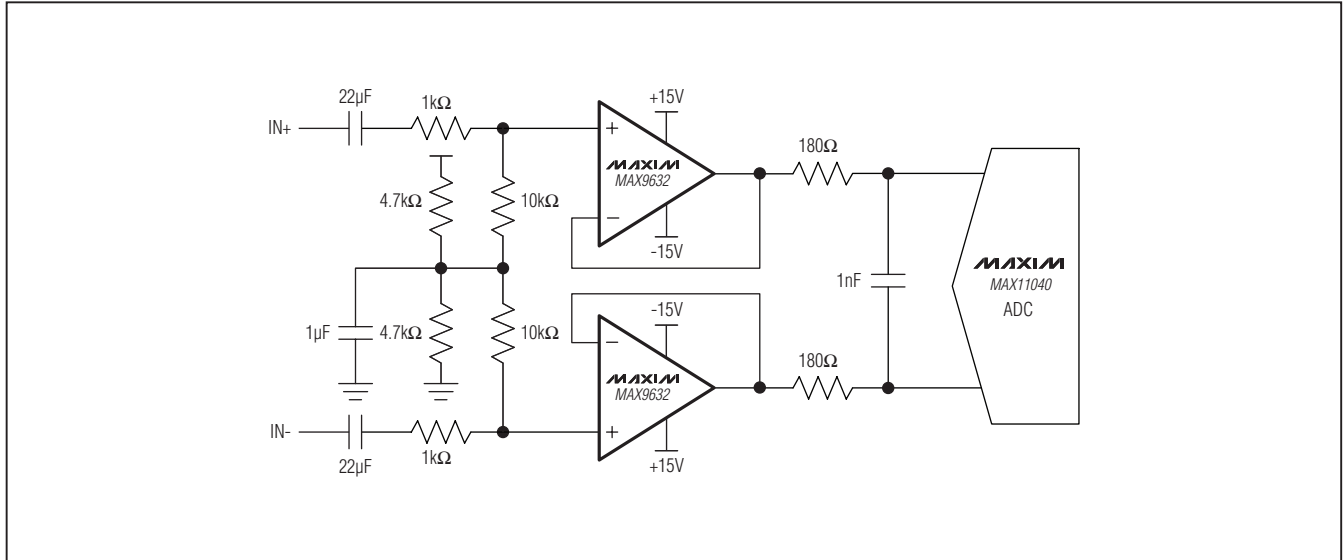 22µF
1kΩ
+15V
IN+
+
MAXIM
MAX9632
180Ω
4.7kΩ
10kΩ
−
-15V
MAXIM
MAX11040
ADC
1nF
-15V
1µF
4.7kΩ
10kΩ
−
180Ω
MAXIM
MAX9632
IN-
+
22µF
1kΩ
+15V